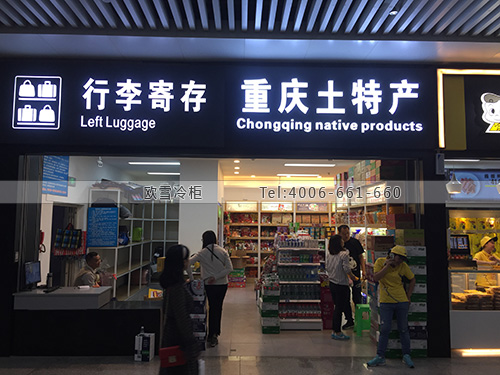 行李寄存
Left Luggage
重庆土特产
Chongqing native products
欧雪冷柜 Tel:4006-661-660